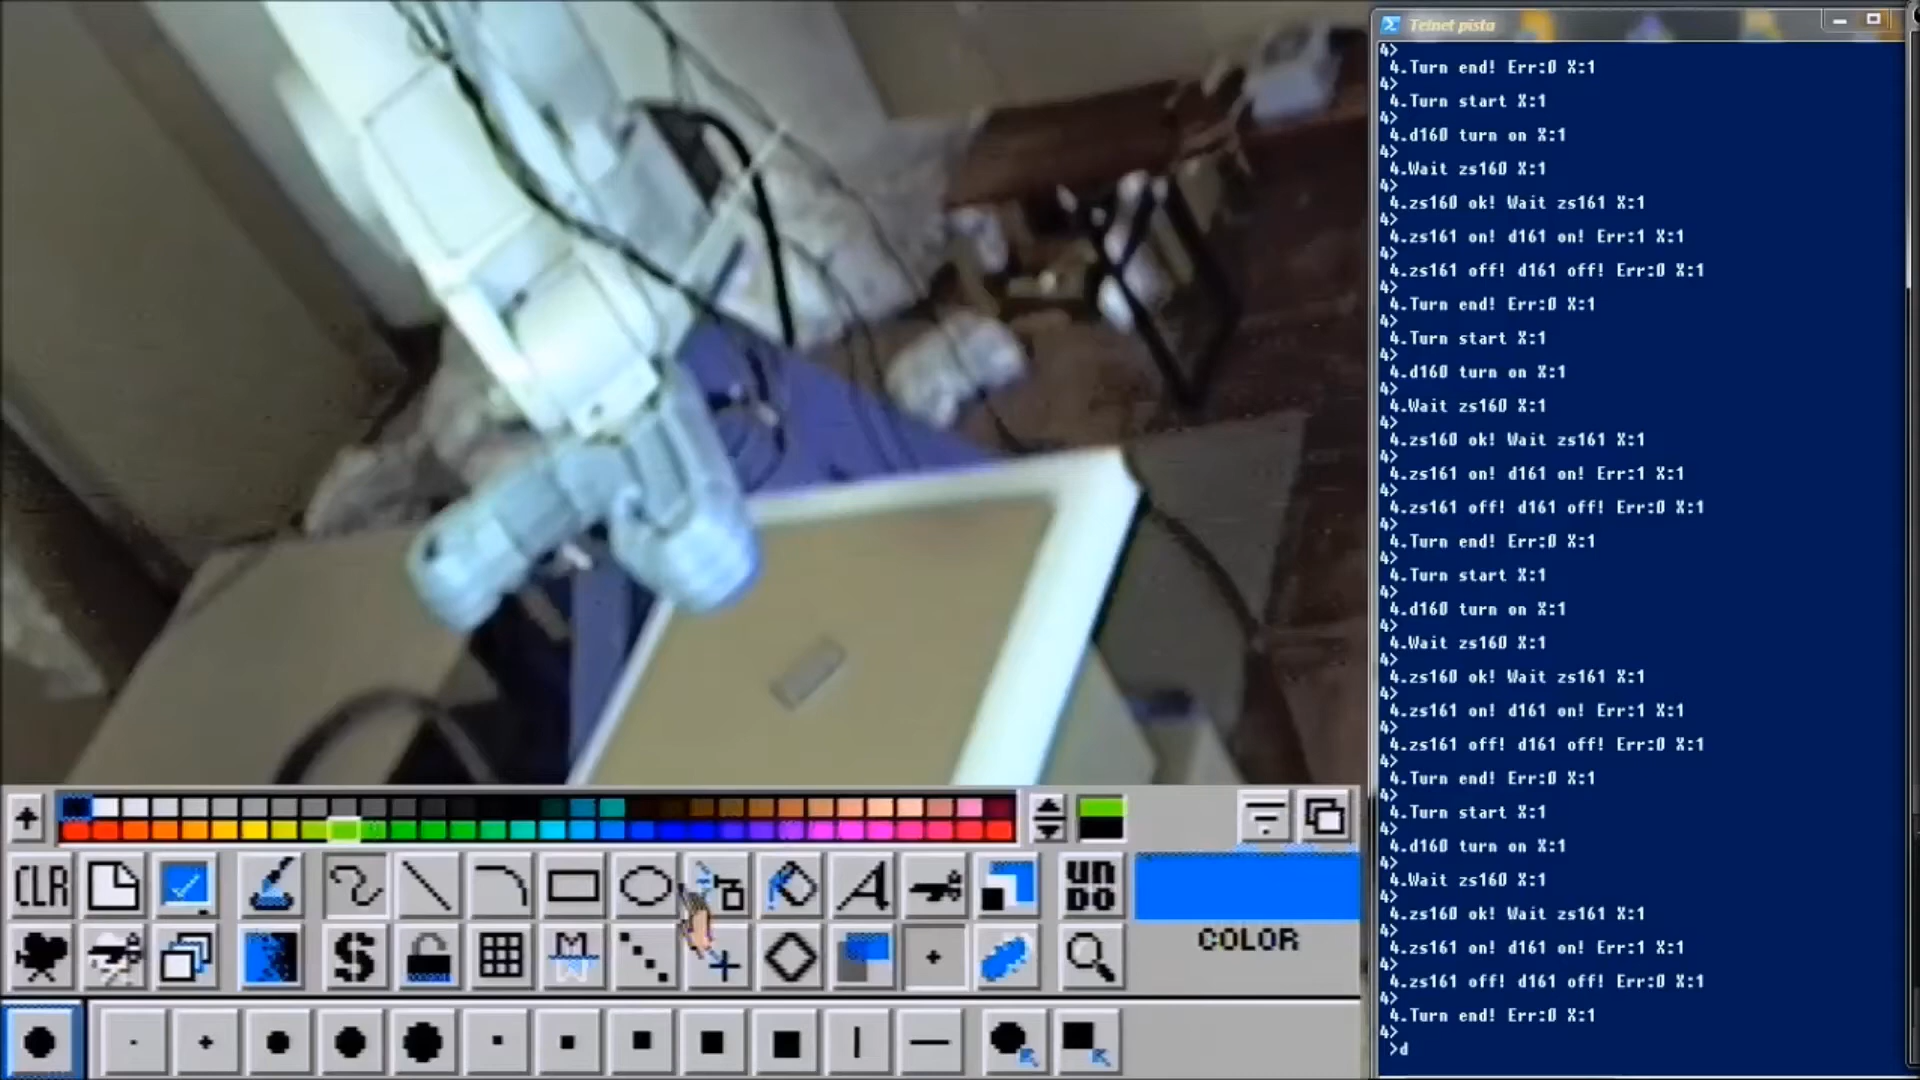 CLR
UN
DO
COLOR
Telnet pista
4>
4.Turn end! Err:0 X:1
4>
4.Turn start X:1
4>
4.d160 turn on X:1
4>
4.Wait zs160 X:1
4>
4.zs160 ok! Wait zs161 X:1
4>
4.zs161 on! d161 on! Err:1 X:1
4>
4.zs161 off! d161 off! Err:0 X:1
4>
4.Turn end! Err:0 X:1
4>
4.Turn start X:1
4>
4.d160 turn on X:1
4>
4.Wait zs160 X:1
4>
4.zs160 ok! Wait zs161 X:1
4>
4.zs161 on! d161 on! Err:1 X:1
4>
4.zs161 off! d161 off! Err:0 X:1
4>
4.Turn end! Err:0 X:1
4>
4.Turn start X:1
4>
4.d160 turn on X:1
4>
4.Wait zs160 X:1
4>
4.zs160 ok! Wait zs161 X:1
4>
4.zs161 on! d161 on! Err:1 X:1
4>
4.zs161 off! d161 off! Err:0 X:1
4>
4.Turn end! Err:0 X:1
4>
4.Turn start X:1
4>
4.d160 turn on X:1
4>
4.Wait zs160 X:1
4>
4.zs160 ok! Wait zs161 X:1
4>
4.zs161 on! d161 on! Err:1 X:1
4>
4.zs161 off! d161 off! Err:0 X:1
4>
4.Turn end! Err:0 X:1
4>
>d